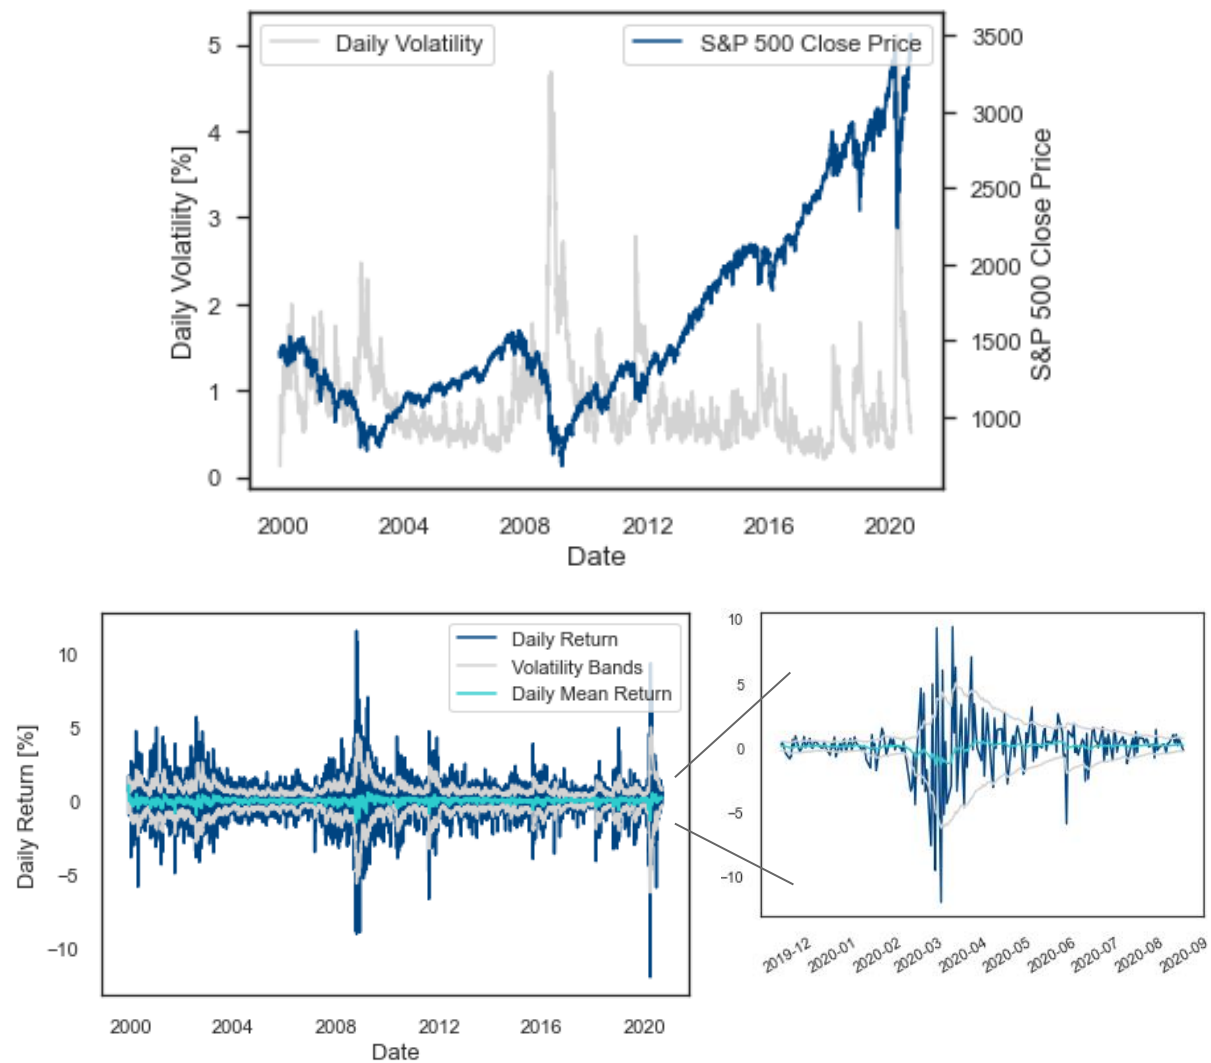 Daily Volatility
S&P 500 Close Price
5
4
3
2
1
0
Daily Volatility [%]
3500
3000
2500
2000
1500
1000
S&P 500 Close Price
2000 2004 2008 2012 2016 2020
Date
Daily Return
Volatility Bands
Daily Mean Return
10
5
0
−5
−10
Daily Return [%]
2000 2004 2008 2012 2016 2020
Date
10
5
0
−5
−10
2019-12 2020-01 2020-02 2020-03 2020-04 2020-05 2020-06 2020-07 2020-08 2020-09